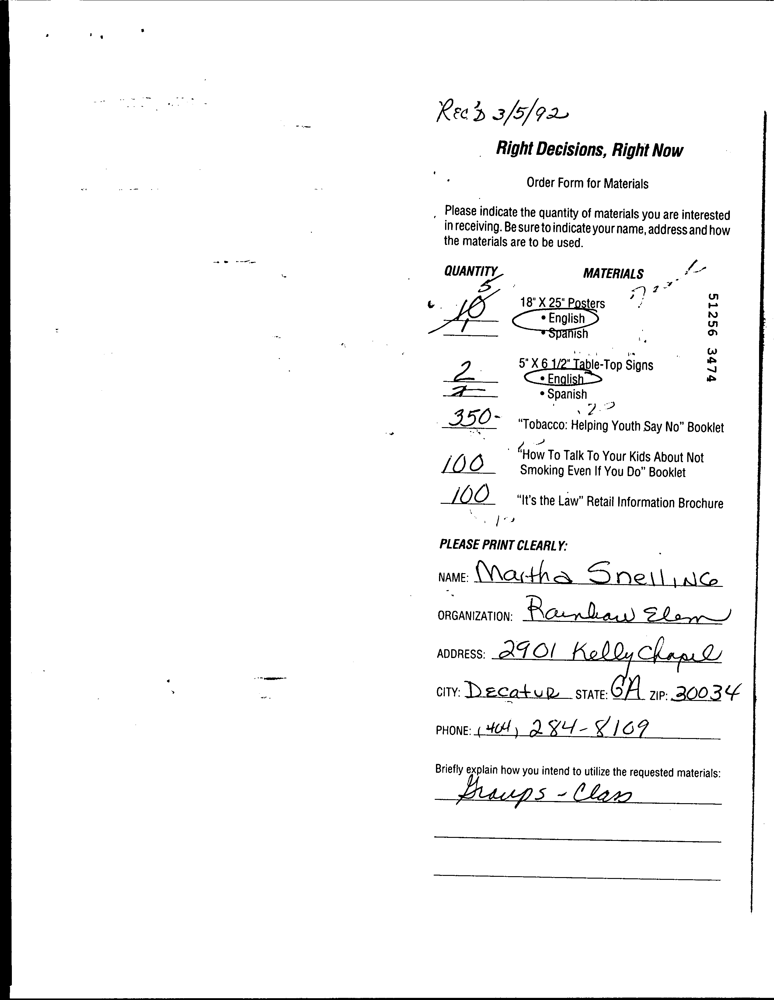 Rec'd 3/5/92
Right Decisions, Right Now
Order Form for Materials
Please indicate the quantity of materials you are interested
in receiving. Be sure to indicate your name, address and how
the materials are to be used.
QUANTITY MATERIALS
5
10 18" X 25" Posters
• English
• Spanish
5" X 6 1/2" Table-Top Signs
2 • English
• Spanish
350- "Tobacco: Helping Youth Say No" Booklet
100 "How To Talk To Your Kids About Not
Smoking Even If You Do" Booklet
100 "It's the Law" Retail Information Brochure
PLEASE PRINT CLEARLY:
NAME: Martha Snelling
ORGANIZATION: Rainbow Elem
ADDRESS: 2901 Kelly Chapel
CITY: Decatur STATE: GA ZIP: 30034
PHONE: (404) 284-8169
Briefly explain how you intend to utilize the requested materials:
Groups - Class
51256 3474